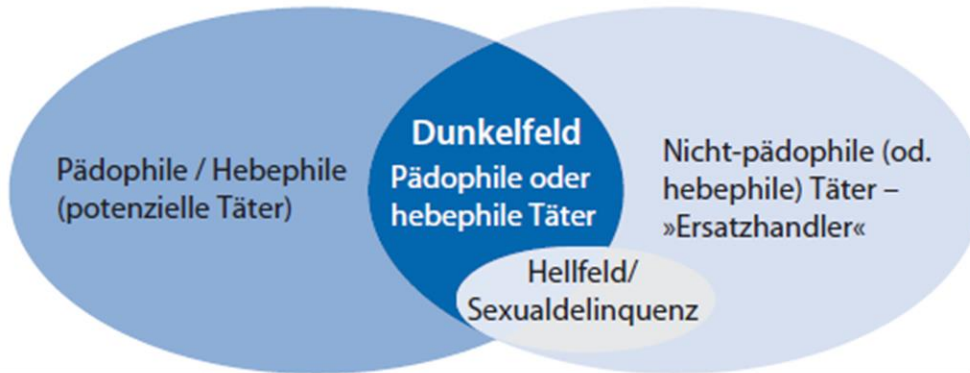 Pädophile / Hebephile
(potenzielle Täter)
Dunkelfeld
Pädophile oder
hebephile Täter
Nicht-pädophile (od.
hebephile) Täter –
»Ersatzhandler«
Hellfeld/
Sexualdelinquenz